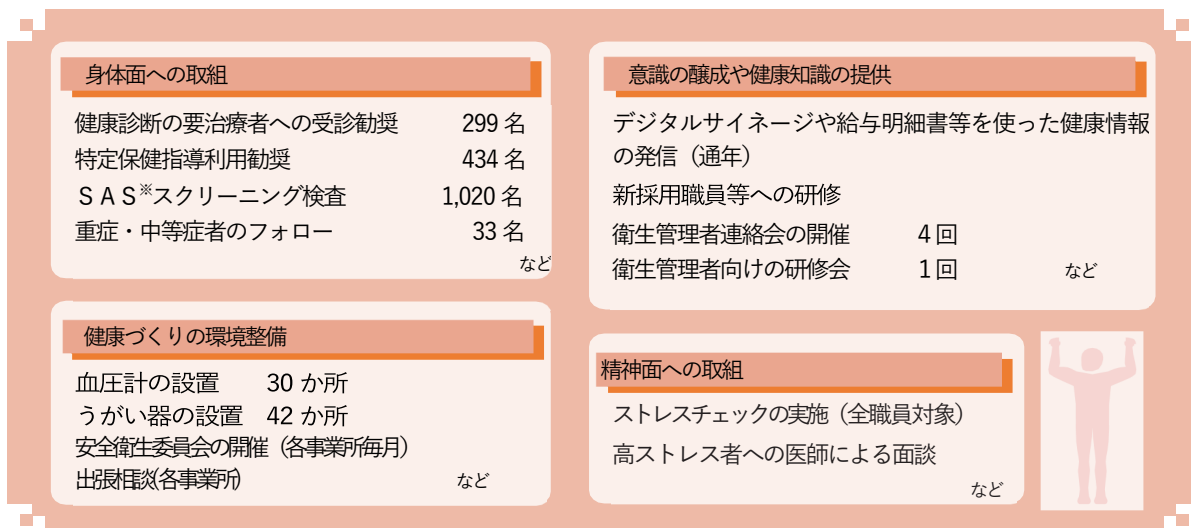 身体面への取組
健康診断の要治療者への受診勧奨 299 名
特定保健指導利用勧奨 434 名
ＳＡＳ※スクリーニング検査 1,020 名
重症・中等症者のフォロー 33 名
など
健康づくりの環境整備
血圧計の設置 30 か所
うがい器の設置 42 か所
安全衛生委員会の開催（各事業所毎月）
出張相談(各事業所)
など
意識の醸成や健康知識の提供
デジタルサイネージや給与明細書等を使った健康情報
の発信（通年）
新採用職員等への研修
衛生管理者連絡会の開催 4 回
衛生管理者向けの研修会 1 回 など
精神面への取組
ストレスチェックの実施（全職員対象）
高ストレス者への医師による面談
など